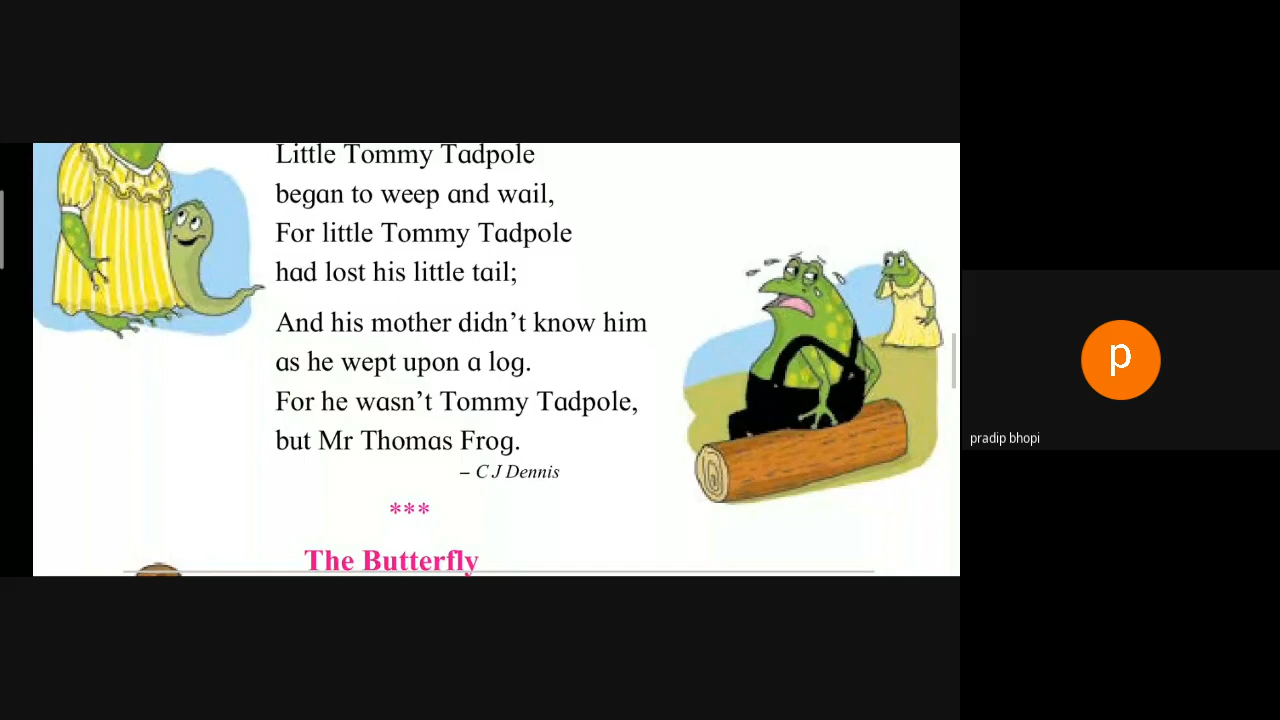 Little Tommy Tadpole
began to weep and wail,
For little Tommy Tadpole
had lost his little tail;
And his mother didn't know him
as he wept upon a log.
For he wasn't Tommy Tadpole,
but Mr Thomas Frog.
– C J Dennis
***
The Butterfly
p
pradip bhopi